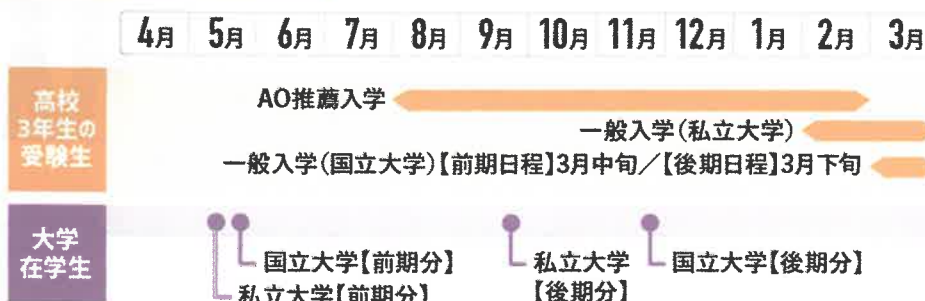 4月 5月 6月 7月 8月 9月 10月 11月 12月 1月 2月 3月
高校
3年生の
受験生
AO推薦入学
一般入学(私立大学)
一般入学(国立大学)【前期日程】3月中旬/【後期日程】3月下旬
大学
在学生
国立大学【前期分】
私立大学【前期分】
私立大学
【後期分】
国立大学【後期分】